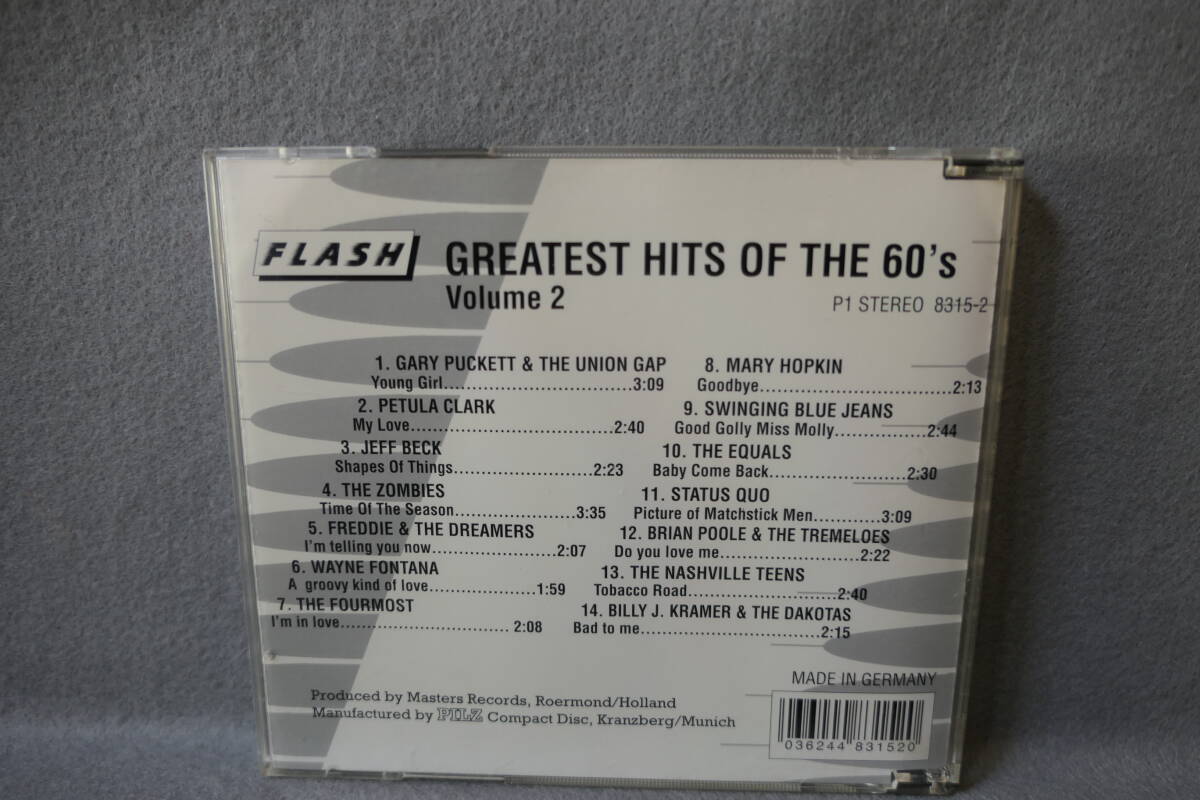 FLASH
GREATEST HITS OF THE 60's
Volume 2
P1 STEREO 8315-2
1. GARY PUCKETT & THE UNION GAP
Young Girl..............................3:09
2. PETULA CLARK
My Love................................2:40
3. JEFF BECK
Shapes Of Things......................2:23
4. THE ZOMBIES
Time Of The Season...................3:35
5. FREDDIE & THE DREAMERS
I'm telling you now....................2:07
6. WAYNE FONTANA
A groovy kind of love.................1:59
7. THE FOURMOST
I'm in love............................... 2:08
8. MARY HOPKIN
Goodbye..............................2:13
9. SWINGING BLUE JEANS
Good Golly Miss Molly..............2:44
10. THE EQUALS
Baby Come Back.....................2:30
11. STATUS QUO
Picture of Matchstick Men..........3:09
12. BRIAN POOLE & THE TREMELOES
Do you love me......................2:22
13. THE NASHVILLE TEENS
Tobacco Road.......................2:40
14. BILLY J. KRAMER & THE DAKOTAS
Bad to me............................2:15
MADE IN GERMANY
Produced by Masters Records, Roermond/Holland
Manufactured by PILZ Compact Disc, Kranzberg/Munich
036244 831520